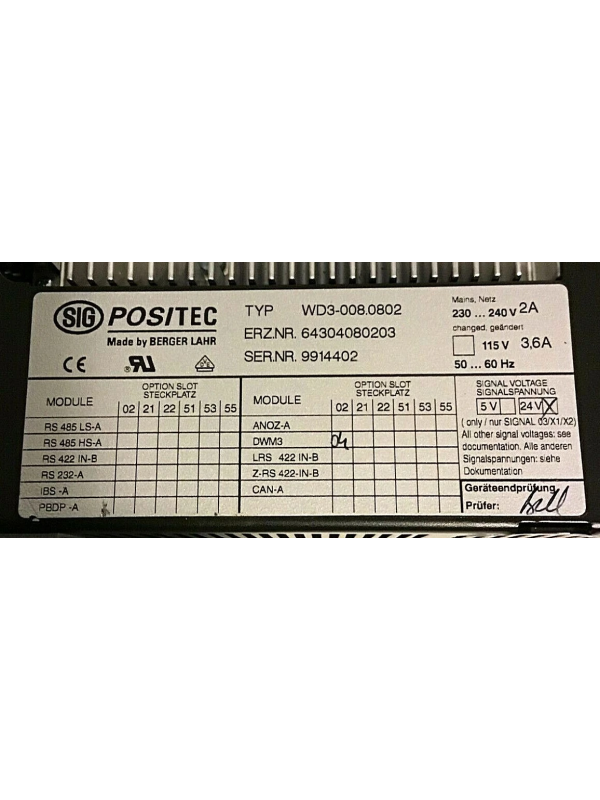 SIG POSITEC
Made by BERGER LAHR
CE
TYP WD3-008.0802
ERZ.NR. 64304080203
SER.NR. 9914402
Mains, Netz
230 ... 240 V 2A
changed, geändert
115 V 3,6A
50 ... 60 Hz
MODULE
OPTION SLOT
STECKPLATZ
02 21 22 51 53 55
RS 485 LS-A
RS 485 HS-A
RS 422 IN-B
RS 232-A
IBS -A
PBDP -A
MODULE
OPTION SLOT
STECKPLATZ
02 21 22 51 53 55
ANOZ-A
DWM3 04
LRS 422 IN-B
Z-RS 422-IN-B
CAN-A
SIGNAL VOLTAGE
SIGNALSPANNUNG
5 V 24 V X
( only / nur SIGNAL 03/X1/X2)
All other signal voltages: see
documentation. Alle anderen
Signalspannungen: siehe
Dokumentation
Geräteendprüfung
Prüfer: